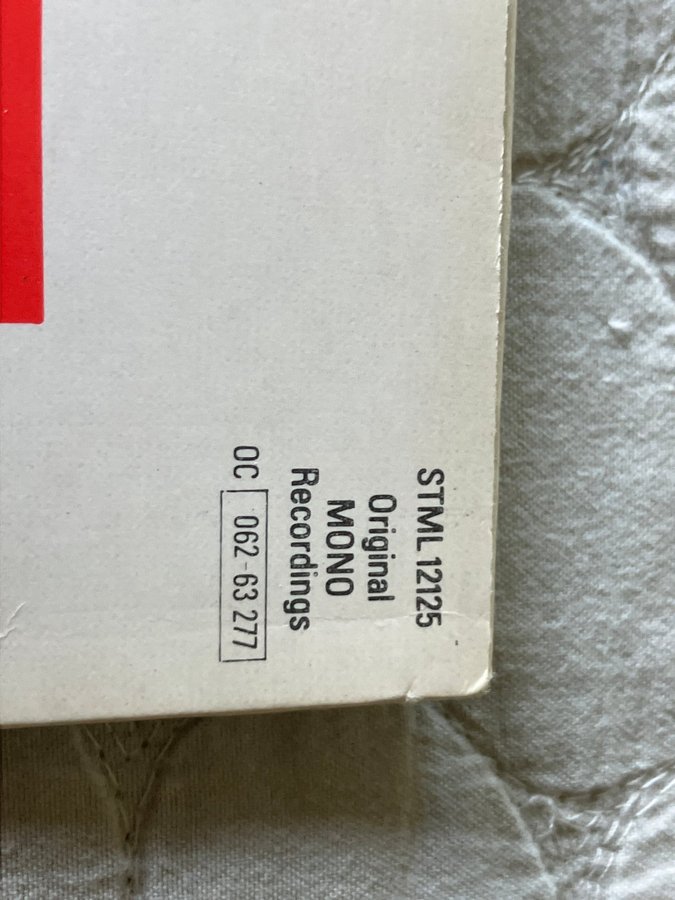 STML 12125
Original
MONO
Recordings
OC 062-63 277